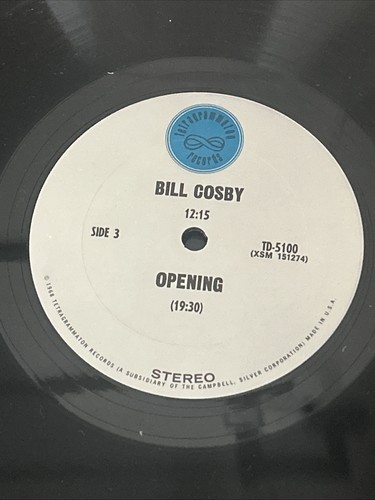 tetragrammaton
records
BILL COSBY
12:15
SIDE 3
TD-5100
(XSM 151274)
OPENING
(19:30)
STEREO
© 1968 TETRAGRAMMATON RECORDS (A SUBSIDIARY OF THE CAMPBELL, SILVER CORPORATION) MADE IN U.S.A.